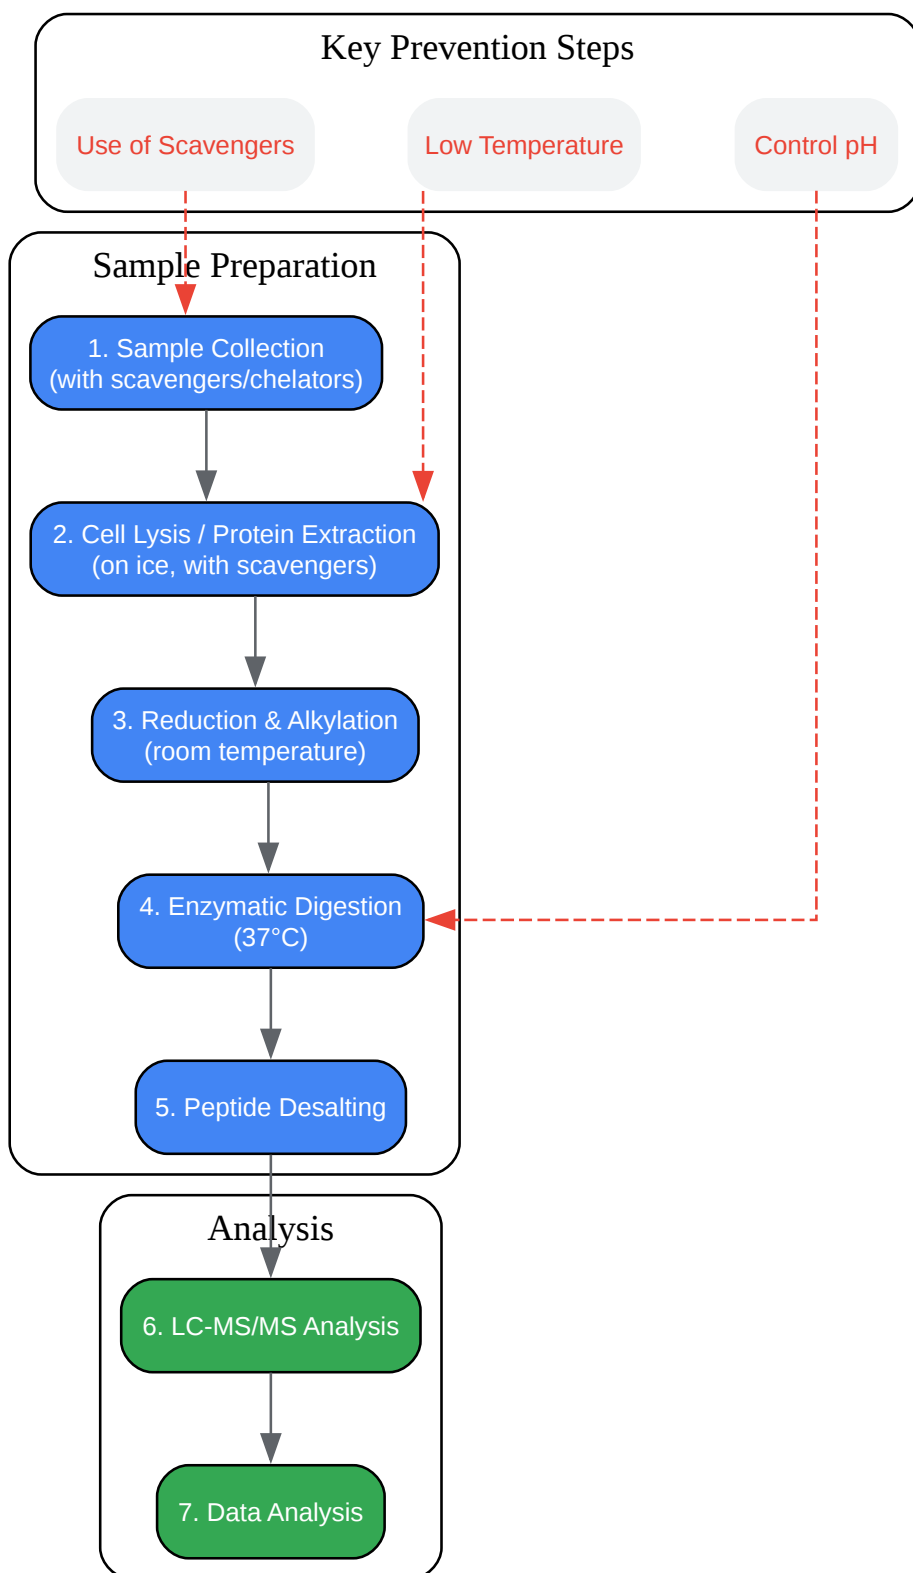 Key Prevention Steps
Use of Scavengers
Low Temperature
Control pH
Sample Preparation
1. Sample Collection
(with scavengers/chelators)
2. Cell Lysis / Protein Extraction
(on ice, with scavengers)
3. Reduction & Alkylation
(room temperature)
4. Enzymatic Digestion
(37°C)
5. Peptide Desalting
Analysis
6. LC-MS/MS Analysis
7. Data Analysis